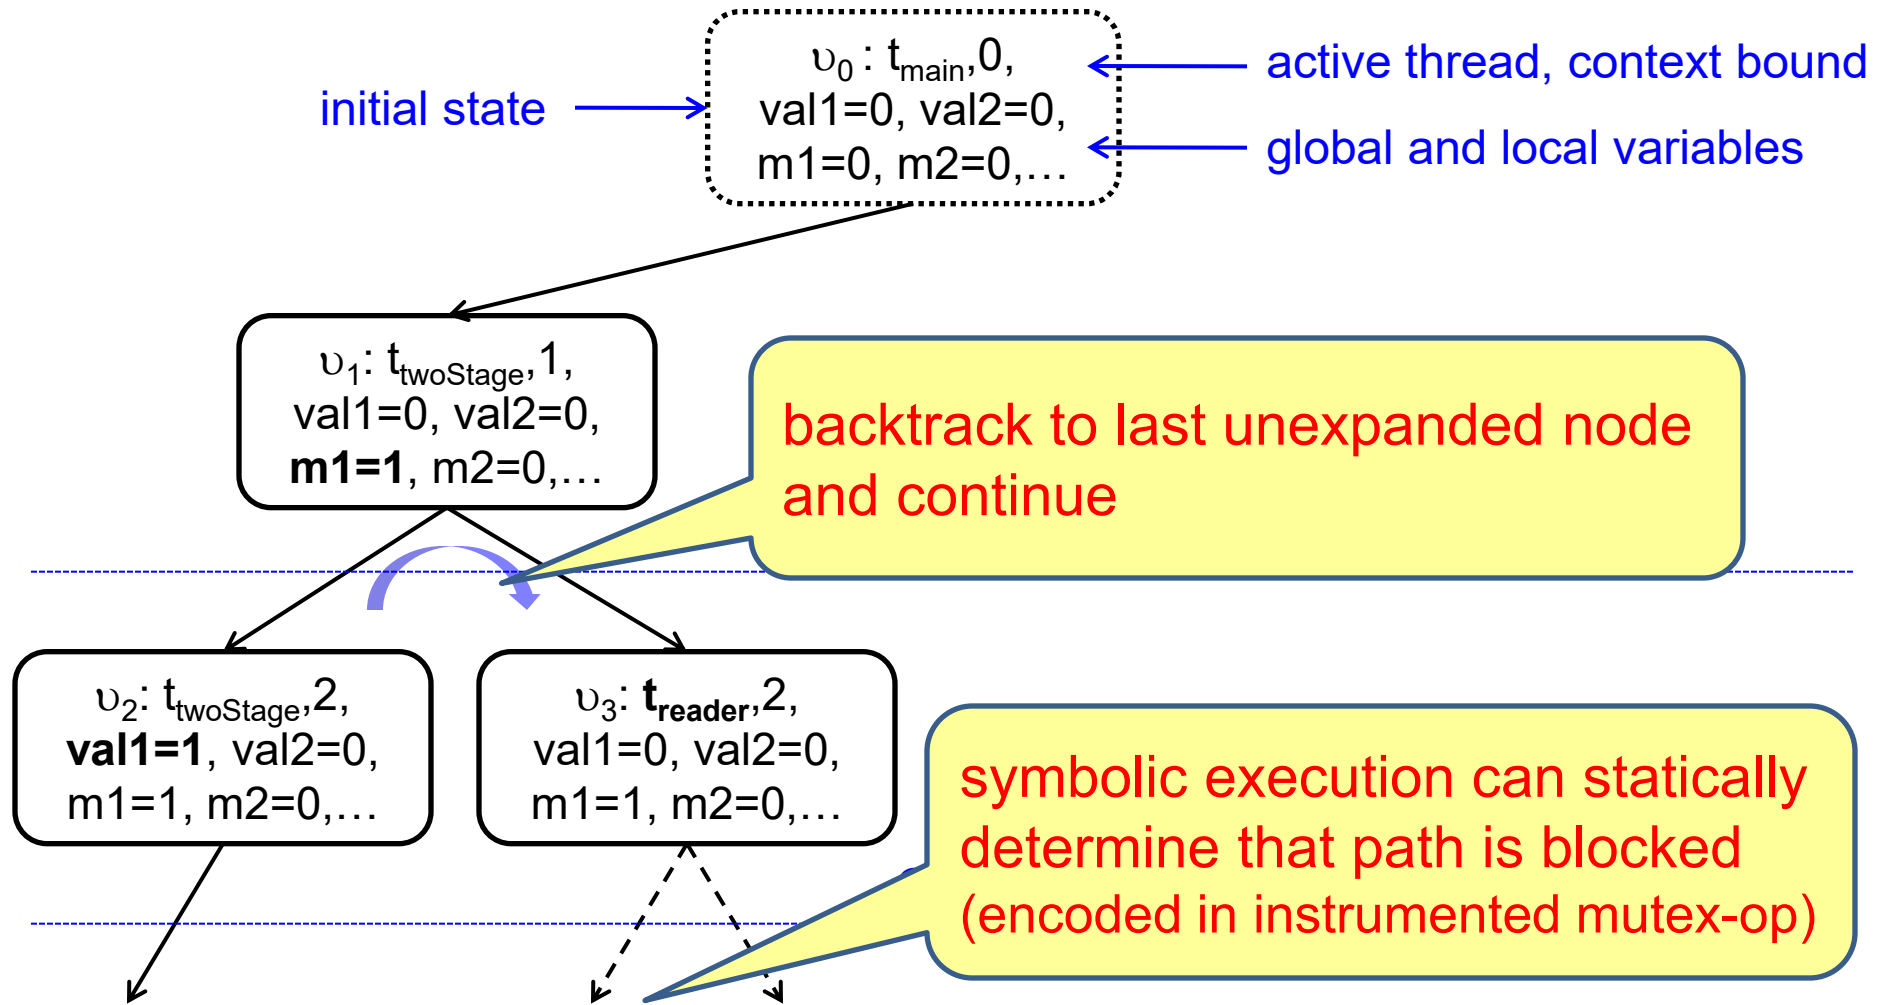 υ0 : tmain,0,
val1=0, val2=0,
m1=0, m2=0,…
initial state
active thread, context bound
global and local variables
υ1: ttwoStage,1,
val1=0, val2=0,
m1=1, m2=0,…
backtrack to last unexpanded node
and continue
υ2: ttwoStage,2,
val1=1, val2=0,
m1=1, m2=0,…
υ3: treader,2,
val1=0, val2=0,
m1=1, m2=0,…
symbolic execution can statically
determine that path is blocked
(encoded in instrumented mutex-op)